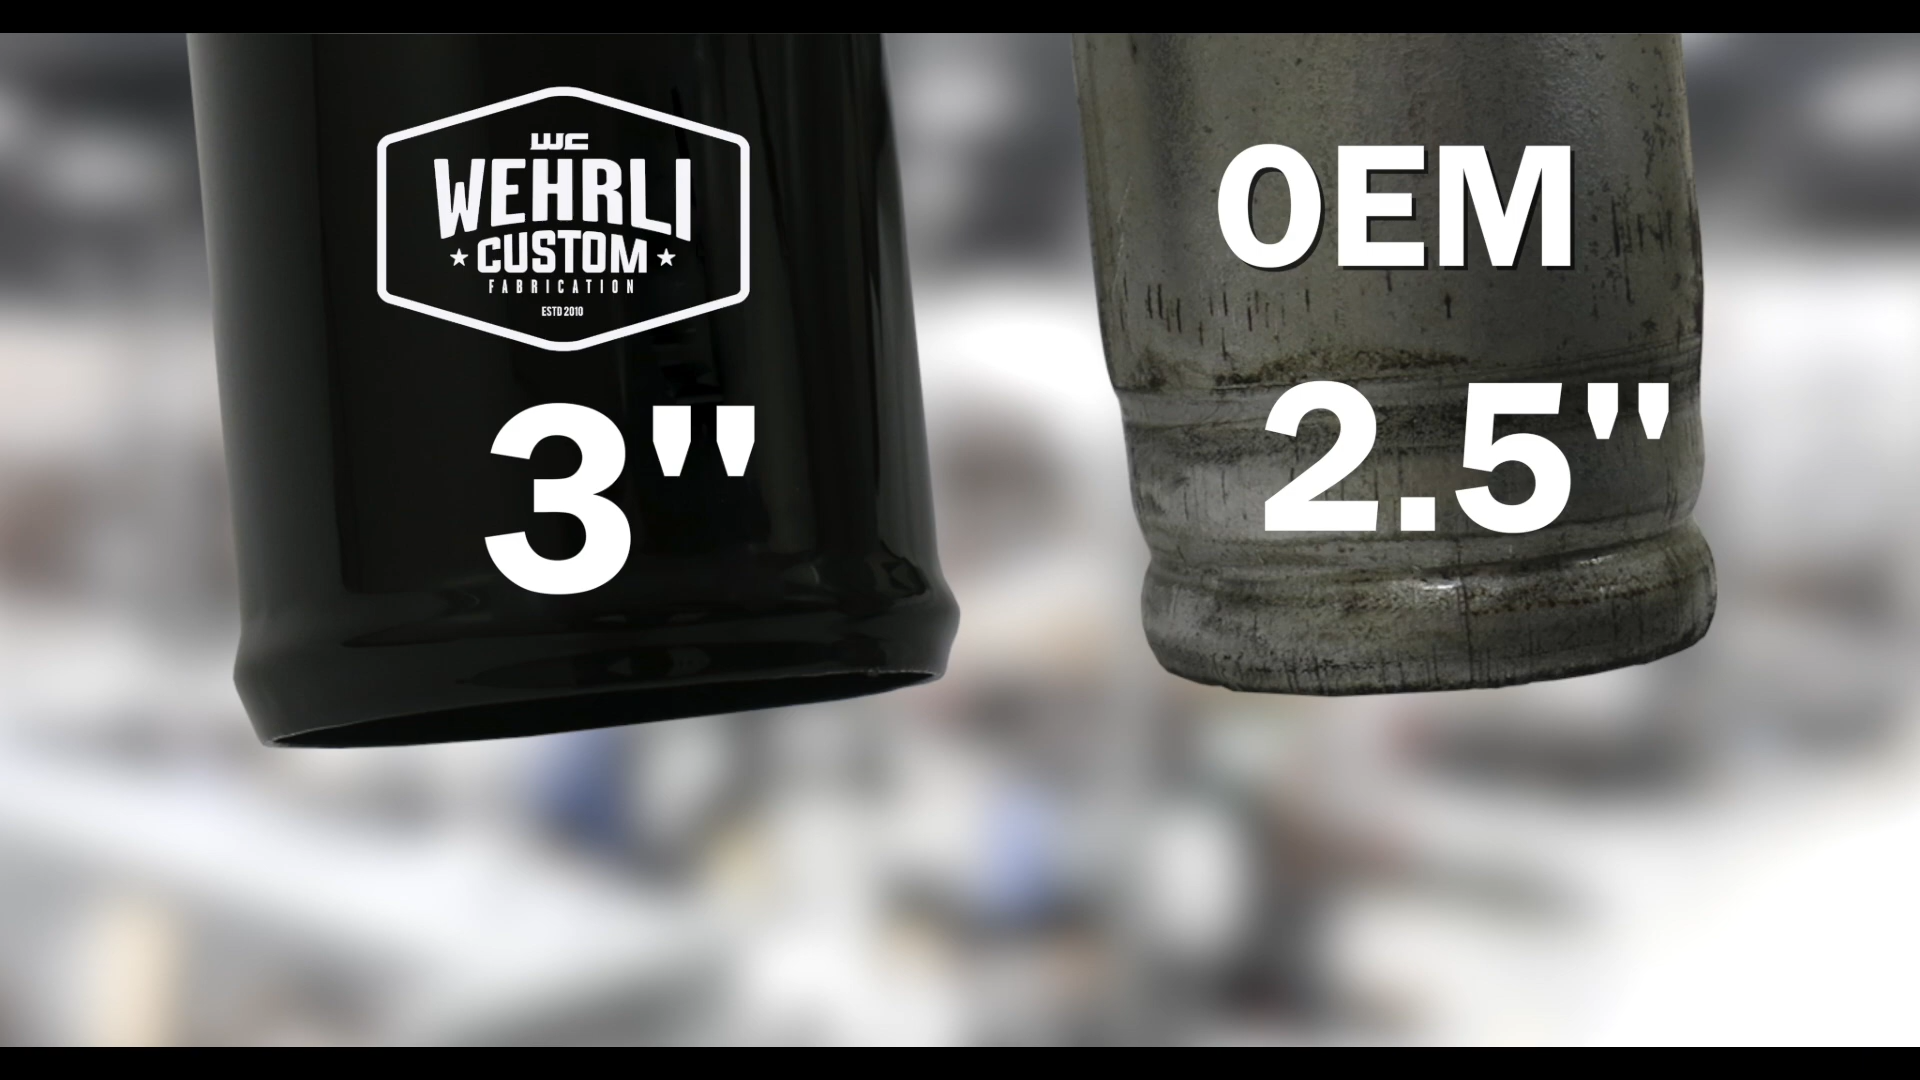 WC
WEHRLI
CUSTOM
FABRICATION
ESTD 2010
3"
OEM
2.5"